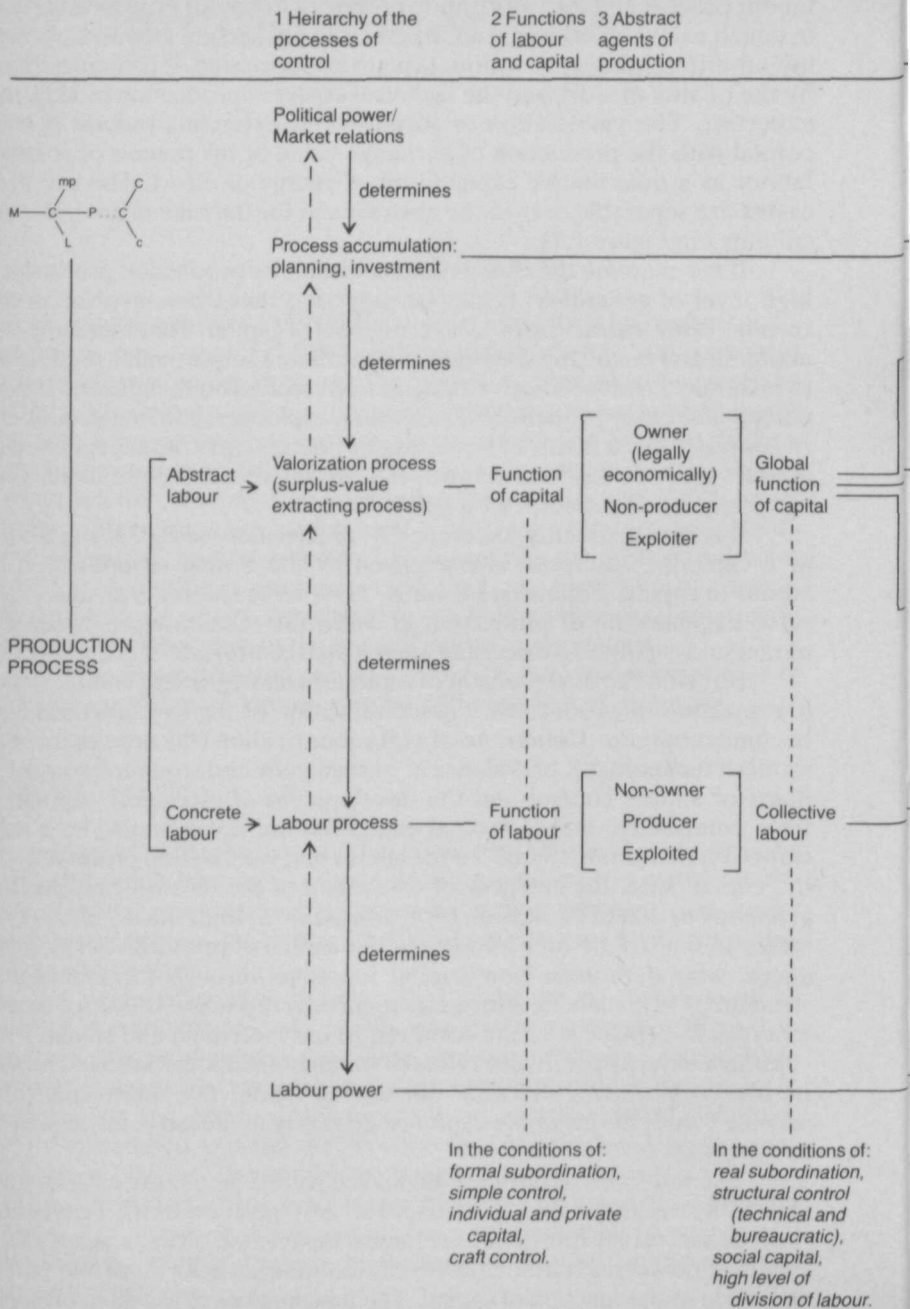 1 Heirarchy of the
processes of
control
2 Functions
of labour
and capital
3 Abstract
agents of
production
Political power/
Market relations
determines
mp
M—C—P—C
L
C
c
Process accumulation:
planning, investment
determines
Abstract
labour
Valorization process
(surplus-value
extracting process)
Function
of capital
Owner
(legally
economically)
Non-producer
Exploiter
Global
function
of capital
PRODUCTION
PROCESS
determines
Concrete
labour
Labour process
Function
of labour
Non-owner
Producer
Exploited
Collective
labour
determines
Labour power
In the conditions of:
formal subordination,
simple control,
individual and private
capital,
craft control.
In the conditions of:
real subordination,
structural control
(technical and
bureaucratic),
social capital,
high level of
division of labour.